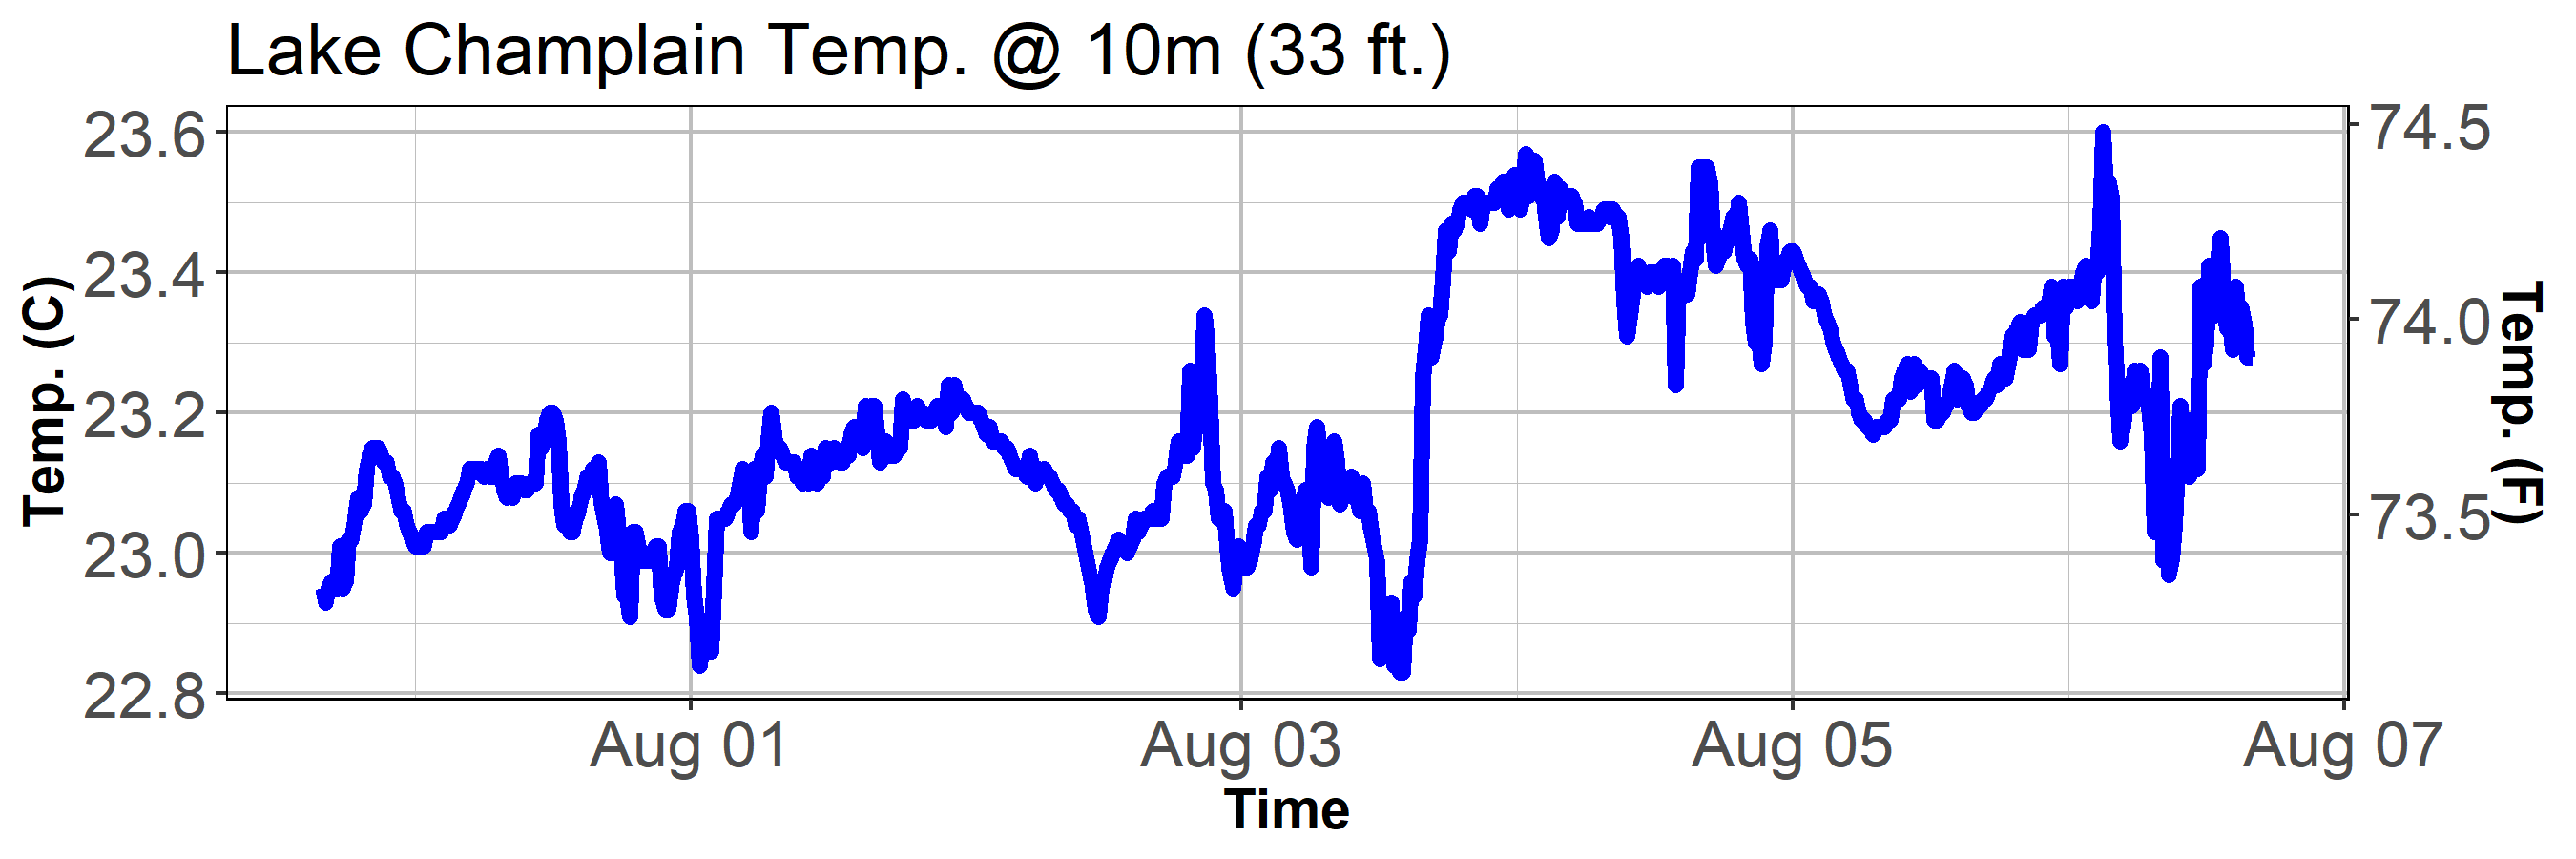 Lake Champlain Temp. @ 10m (33 ft.)
Temp. (C)
23.6
23.4
23.2
23.0
22.8
74.5
74.0
73.5
Temp. (F)
Aug 01 Aug 03 Aug 05 Aug 07
Time